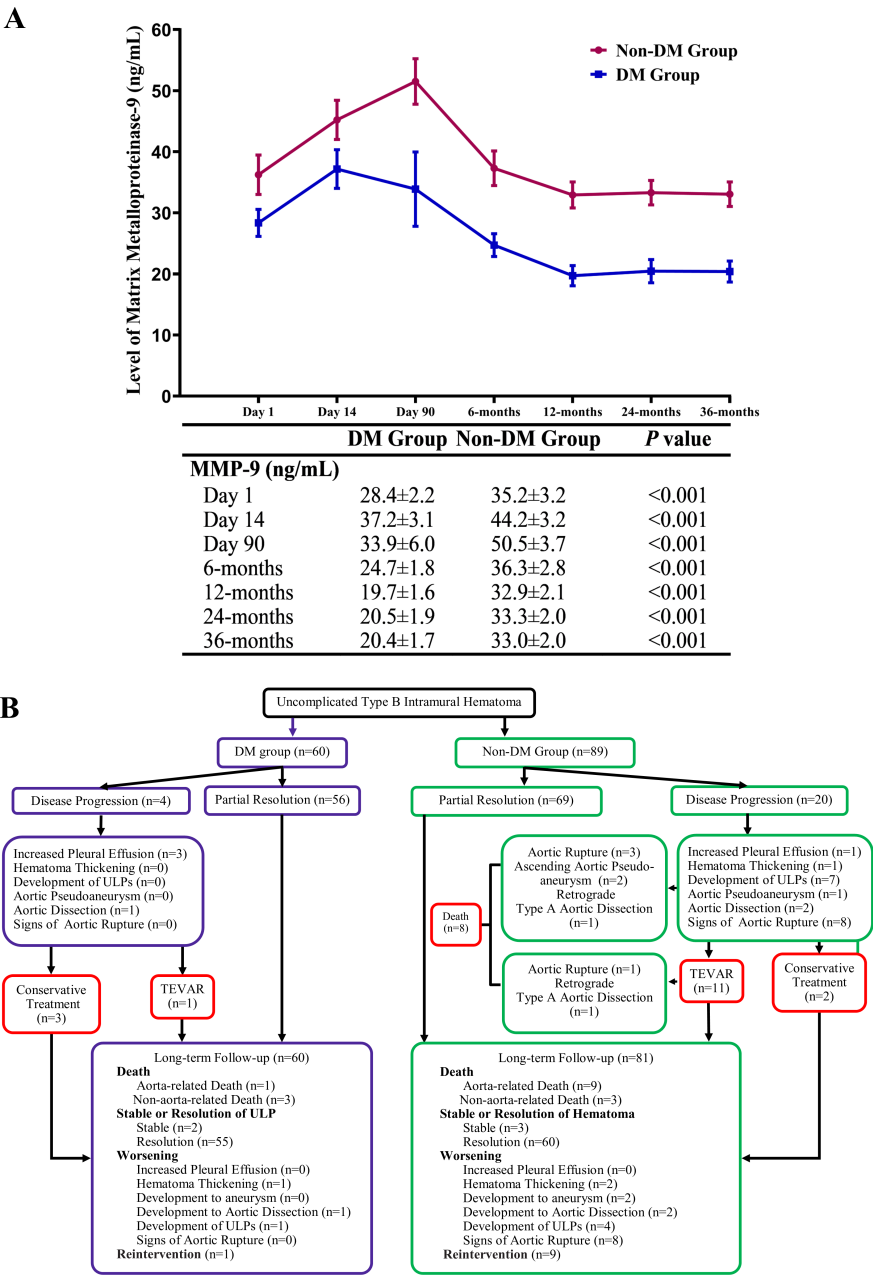 A
Level of Matrix Metalloproteinase-9 (ng/mL)
60
50
40
30
20
10
0
Non-DM Group
DM Group
Day 1 Day 14 Day 90 6-months 12-months 24-months 36-months
DM Group Non-DM Group P value
MMP-9 (ng/mL)
Day 1 28.4±2.2 35.2±3.2 <0.001
Day 14 37.2±3.1 44.2±3.2 <0.001
Day 90 33.9±6.0 50.5±3.7 <0.001
6-months 24.7±1.8 36.3±2.8 <0.001
12-months 19.7±1.6 32.9±2.1 <0.001
24-months 20.5±1.9 33.3±2.0 <0.001
36-months 20.4±1.7 33.0±2.0 <0.001
B
Uncomplicated Type B Intramural Hematoma
DM group (n=60)
Non-DM Group (n=89)
Disease Progression (n=4)
Partial Resolution (n=56)
Partial Resolution (n=69)
Disease Progression (n=20)
Increased Pleural Effusion (n=3)
Hematoma Thickening (n=0)
Development of ULPs (n=0)
Aortic Pseudoaneurysm (n=0)
Aortic Dissection (n=1)
Signs of Aortic Rupture (n=0)
Aortic Rupture (n=3)
Ascending Aortic Pseudo-
aneurysm (n=2)
Retrograde
Type A Aortic Dissection
(n=1)
Increased Pleural Effusion (n=1)
Hematoma Thickening (n=1)
Development of ULPs (n=7)
Aortic Pseudoaneurysm (n=1)
Aortic Dissection (n=2)
Signs of Aortic Rupture (n=8)
Death
(n=8)
Conservative
Treatment
(n=3)
TEVAR
(n=1)
Aortic Rupture (n=1)
Retrograde
Type A Aortic Dissection
(n=1)
TEVAR
(n=11)
Conservative
Treatment
(n=2)
Long-term Follow-up (n=60)
Death
Aorta-related Death (n=1)
Non-aorta-related Death (n=3)
Stable or Resolution of ULP
Stable (n=2)
Resolution (n=55)
Worsening
Increased Pleural Effusion (n=0)
Hematoma Thickening (n=1)
Development to aneurysm (n=0)
Development to Aortic Dissection (n=1)
Development of ULPs (n=1)
Signs of Aortic Rupture (n=0)
Reintervention (n=1)
Long-term Follow-up (n=81)
Death
Aorta-related Death (n=9)
Non-aorta-related Death (n=3)
Stable or Resolution of Hematoma
Stable (n=3)
Resolution (n=60)
Worsening
Increased Pleural Effusion (n=0)
Hematoma Thickening (n=2)
Development to aneurysm (n=2)
Development to Aortic Dissection (n=2)
Development of ULPs (n=4)
Signs of Aortic Rupture (n=8)
Reintervention (n=9)